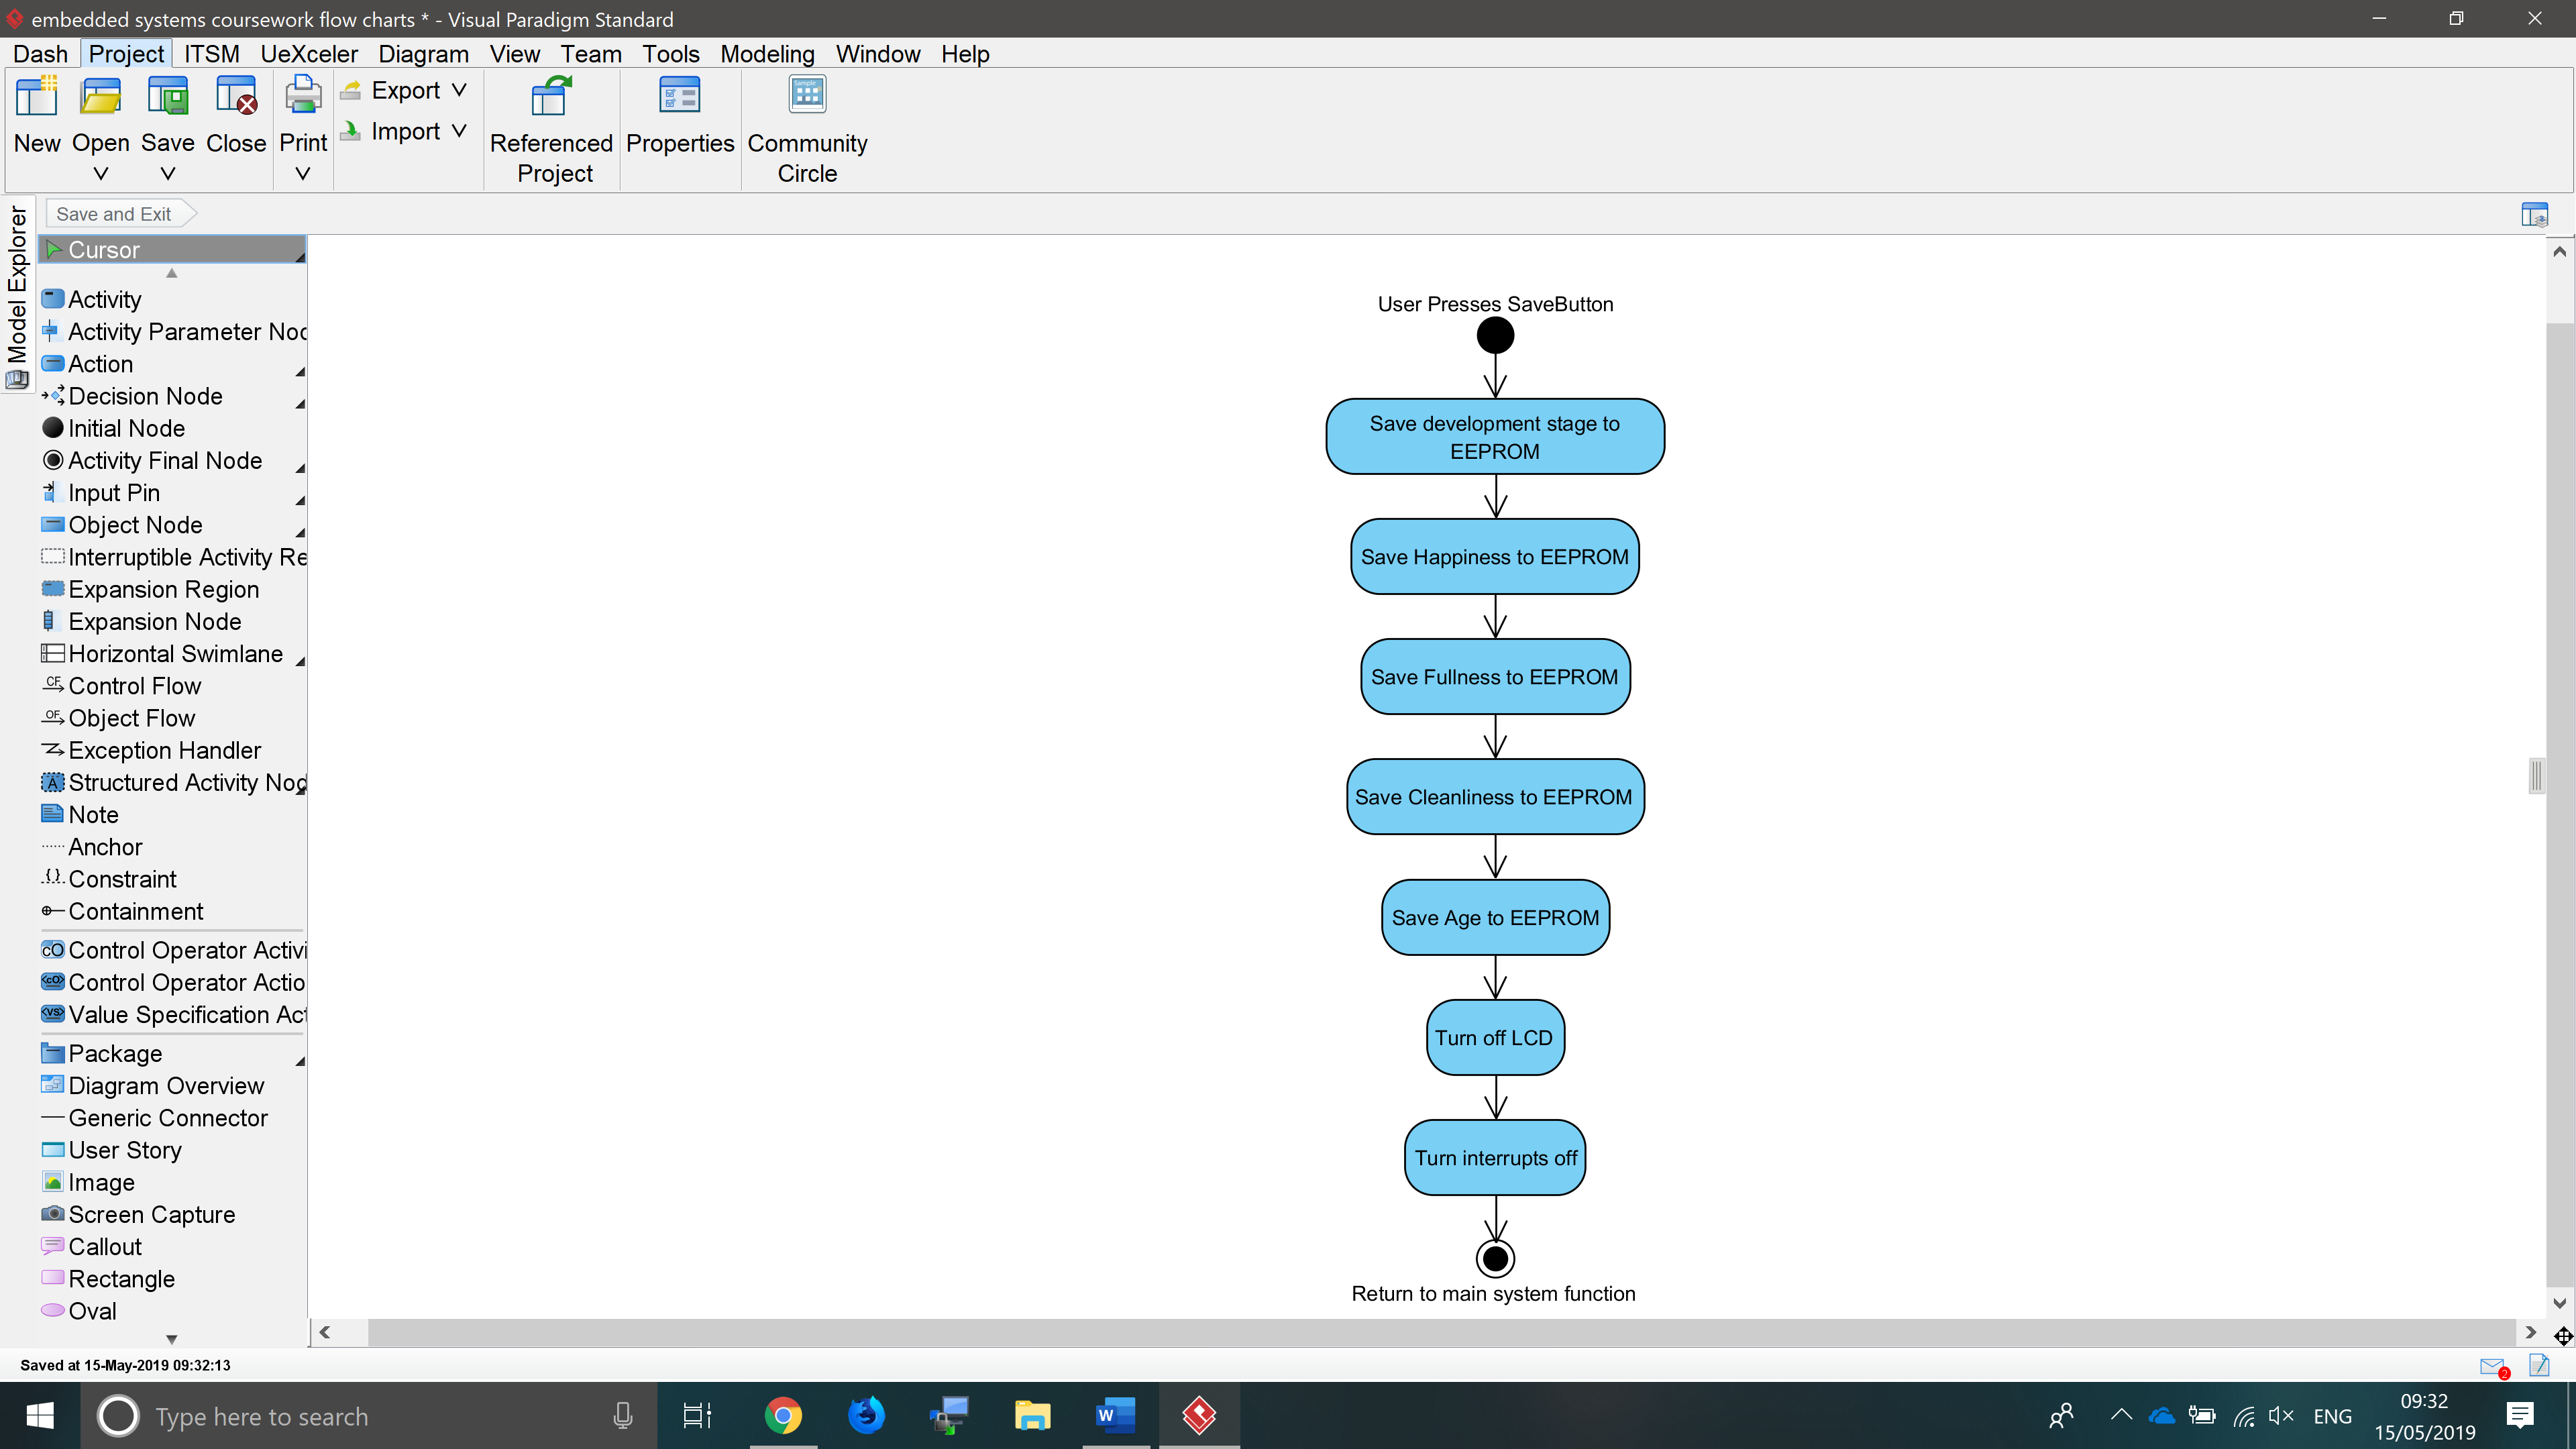 embedded systems coursework flow charts * - Visual Paradigm Standard
Dash Project ITSM UeXceler Diagram View Team Tools Modeling Window Help
New Open Save Close Print
Export
Import
Referenced
Project
Properties
Community
Circle
Model Explorer
Save and Exit
Cursor
Activity
Activity Parameter Noc
Action
Decision Node
Initial Node
Activity Final Node
Input Pin
Object Node
Interruptible Activity Re
Expansion Region
Expansion Node
Horizontal Swimlane
Control Flow
Object Flow
Exception Handler
Structured Activity Noc
Note
Anchor
Constraint
Containment
Control Operator Activi
Control Operator Actio
Value Specification Act
Package
Diagram Overview
Generic Connector
User Story
Image
Screen Capture
Callout
Rectangle
Oval
User Presses SaveButton
Save development stage to
EEPROM
Save Happiness to EEPROM
Save Fullness to EEPROM
Save Cleanliness to EEPROM
Save Age to EEPROM
Turn off LCD
Turn interrupts off
Return to main system function
Saved at 15-May-2019 09:32:13
2
Type here to search
ENG
09:32
15/05/2019